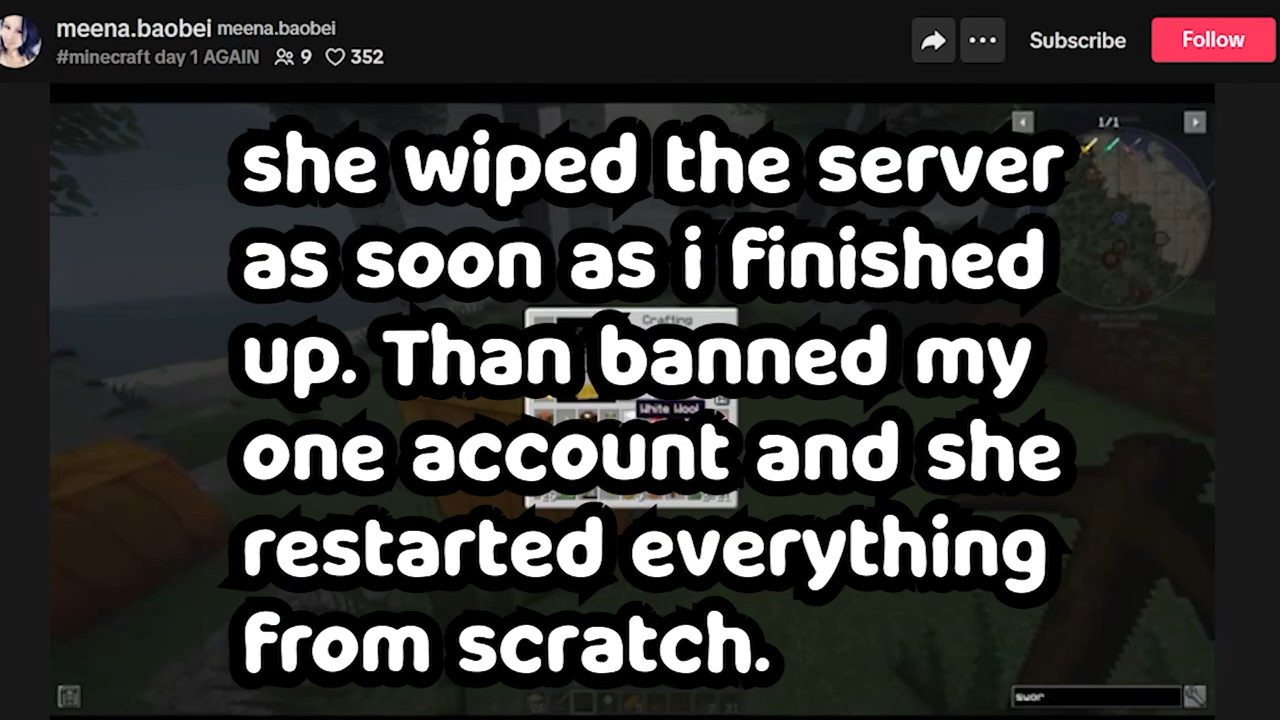 meena.baobei meena.baobei
#minecraft day 1 AGAIN 9 352
Subscribe
Follow
1/1
she wiped the server
as soon as i finished
up. Than banned my
one account and she
restarted everything
from scratch.
Crafting
White Wool
swor